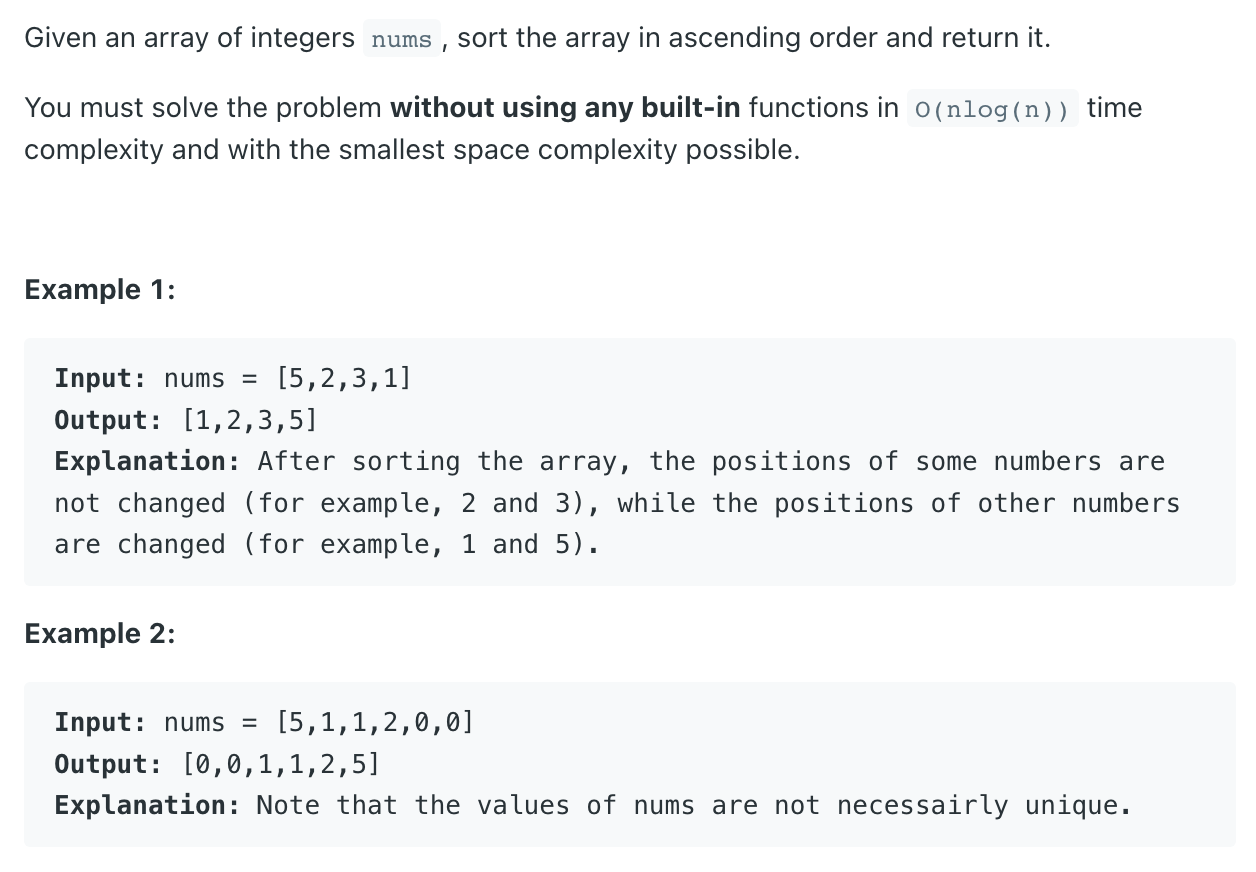 Given an array of integers nums, sort the array in ascending order and return it.
You must solve the problem without using any built-in functions in O(nlog(n)) time
complexity and with the smallest space complexity possible.
Example 1:
Input: nums = [5,2,3,1]
Output: [1,2,3,5]
Explanation: After sorting the array, the positions of some numbers are
not changed (for example, 2 and 3), while the positions of other numbers
are changed (for example, 1 and 5).
Example 2:
Input: nums = [5,1,1,2,0,0]
Output: [0,0,1,1,2,5]
Explanation: Note that the values of nums are not necessairly unique.